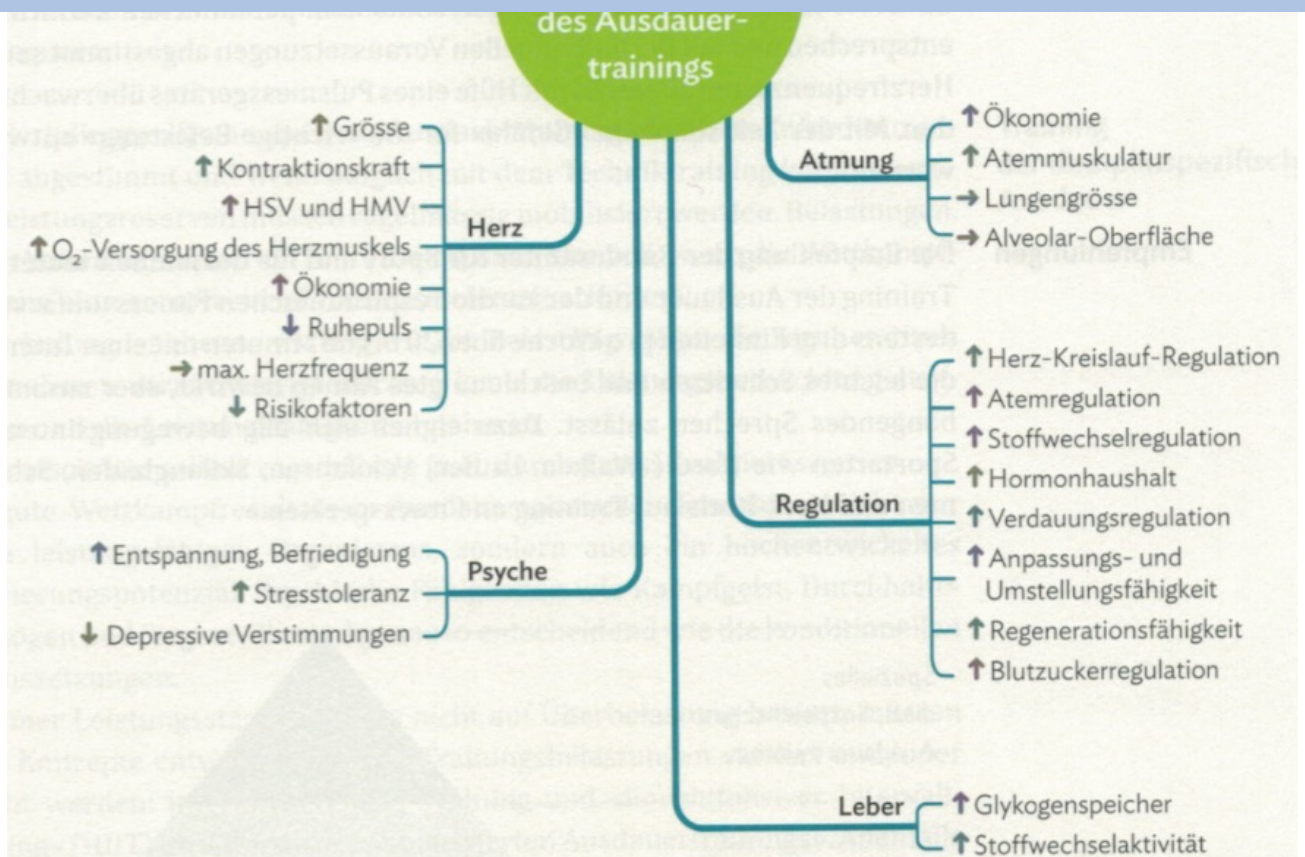 des Ausdauer-
trainings
↑ Grösse
↑ Kontraktionskraft
↑ HSV und HMV
↑ O₂-Versorgung des Herzmuskels
↑ Ökonomie
↓ Ruhepuls
→ max. Herzfrequenz
↓ Risikofaktoren
Herz
↑ Entspannung, Befriedigung
↑ Stresstoleranz
↓ Depressive Verstimmungen
Psyche
Atmung
↑ Ökonomie
↑ Atemmuskulatur
→ Lungengrösse
→ Alveolar-Oberfläche
Regulation
↑ Herz-Kreislauf-Regulation
↑ Atemregulation
↑ Stoffwechselregulation
↑ Hormonhaushalt
↑ Verdauungsregulation
↑ Anpassungs- und
Umstellungsfähigkeit
↑ Regenerationsfähigkeit
↑ Blutzuckerregulation
Leber
↑ Glykogenspeicher
↑ Stoffwechselaktivität